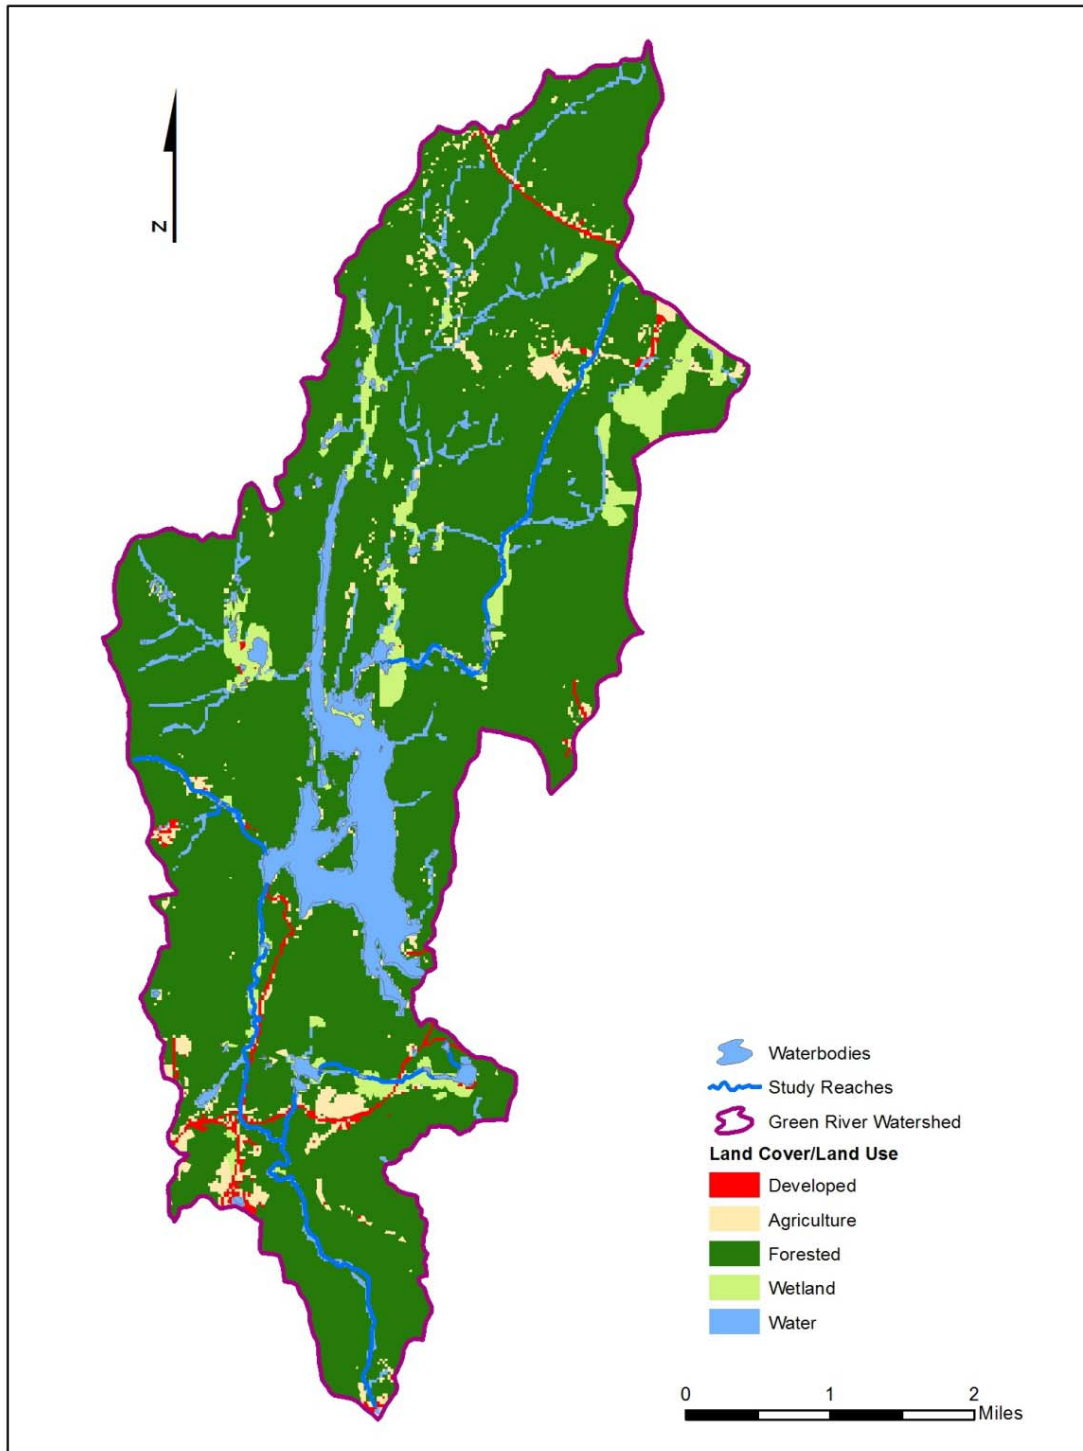 N
Waterbodies
Study Reaches
Green River Watershed
Land Cover/Land Use
Developed
Agriculture
Forested
Wetland
Water
0 1 2
Miles